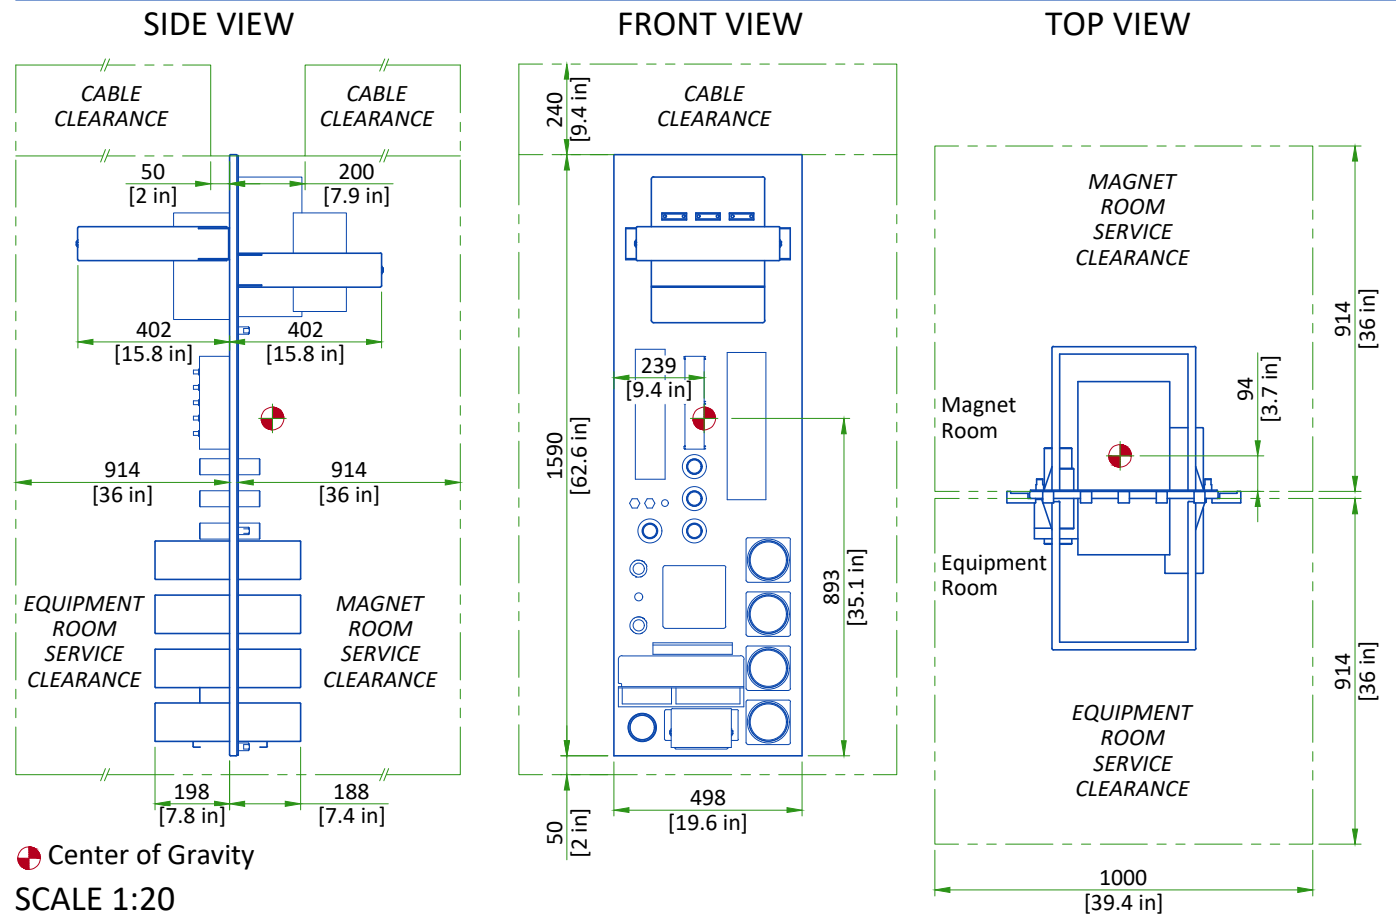 SIDE VIEW
FRONT VIEW
TOP VIEW
CABLE
CLEARANCE
CABLE
CLEARANCE
50
[2 in]
200
[7.9 in]
402
[15.8 in]
402
[15.8 in]
914
[36 in]
914
[36 in]
EQUIPMENT
ROOM
SERVICE
CLEARANCE
MAGNET
ROOM
SERVICE
CLEARANCE
198
[7.8 in]
188
[7.4 in]
240
[9.4 in]
CABLE
CLEARANCE
239
[9.4 in]
1590
[62.6 in]
893
[35.1 in]
498
[19.6 in]
50
[2 in]
MAGNET
ROOM
SERVICE
CLEARANCE
914
[36 in]
94
[3.7 in]
Magnet
Room
Equipment
Room
914
[36 in]
EQUIPMENT
ROOM
SERVICE
CLEARANCE
1000
[39.4 in]
Center of Gravity
SCALE 1:20